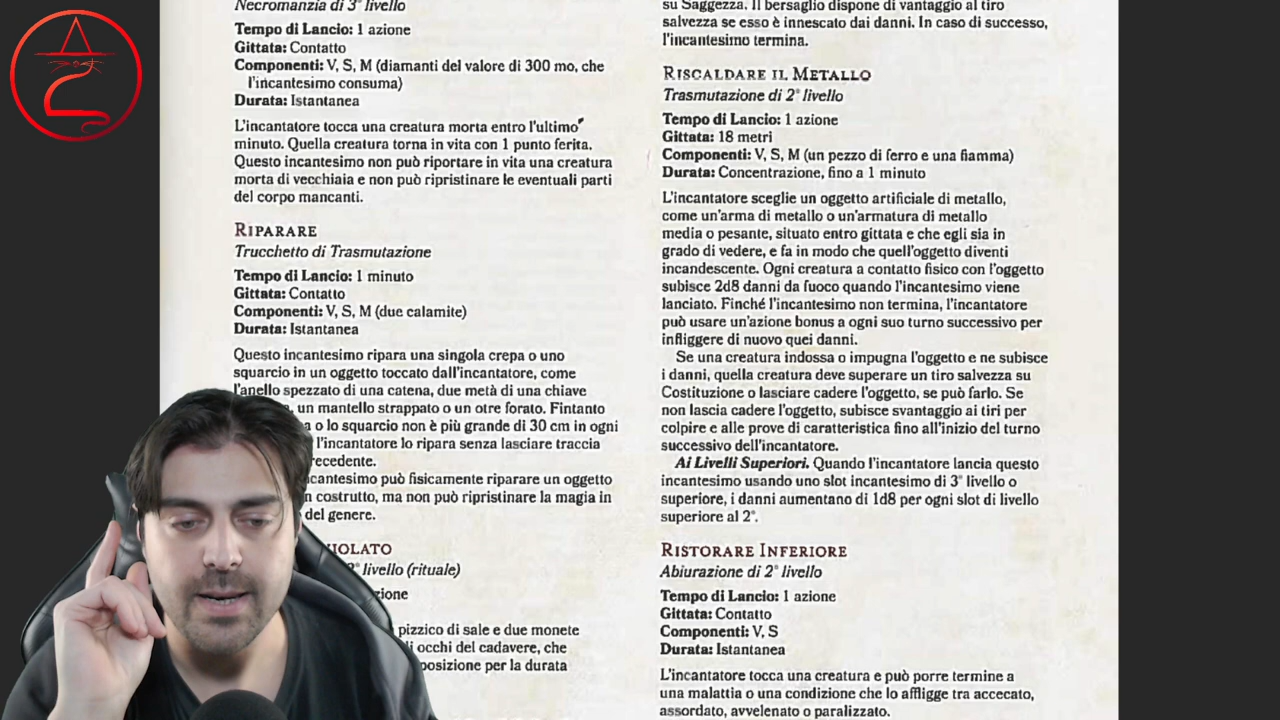 Necromanzia di 3° livello
Tempo di Lancio: 1 azione
Gittata: Contatto
Componenti: V, S, M (diamanti del valore di 300 mo, che
l'incantesimo consuma)
Durata: Istantanea
L'incantatore tocca una creatura morta entro l'ultimo
minuto. Quella creatura torna in vita con 1 punto ferita.
Questo incantesimo non può riportare in vita una creatura
morta di vecchiaia e non può ripristinare le eventuali parti
del corpo mancanti.
RIPARARE
Trucchetto di Trasmutazione
Tempo di Lancio: 1 minuto
Gittata: Contatto
Componenti: V, S, M (due calamite)
Durata: Istantanea
Questo incantesimo ripara una singola crepa o uno
squarcio in un oggetto toccato dall'incantatore, come
l'anello spezzato di una catena, due metà di una chiave
un mantello strappato o un otre forato. Fintanto
o lo squarcio non è più grande di 30 cm in ogni
l'incantatore lo ripara senza lasciare traccia
recedente.
cantesimo può fisicamente riparare un oggetto
n costrutto, ma non può ripristinare la magia in
del genere.
IOLATO
livello (rituale)
zione
pizzico di sale e due monete
li occhi del cadavere, che
posizione per la durata
su Saggezza. Il bersaglio dispone di vantaggio al tiro
salvezza se esso è innescato dai danni. In caso di successo,
l'incantesimo termina.
RISCALDARE IL METALLO
Trasmutazione di 2° livello
Tempo di Lancio: 1 azione
Gittata: 18 metri
Componenti: V, S, M (un pezzo di ferro e una fiamma)
Durata: Concentrazione, fino a 1 minuto
L'incantatore sceglie un oggetto artificiale di metallo,
come un'arma di metallo o un'armatura di metallo
media o pesante, situato entro gittata e che egli sia in
grado di vedere, e fa in modo che quell'oggetto diventi
incandescente. Ogni creatura a contatto fisico con l'oggetto
subisce 2d8 danni da fuoco quando l'incantesimo viene
lanciato. Finché l'incantesimo non termina, l'incantatore
può usare un'azione bonus a ogni suo turno successivo per
infliggere di nuovo quei danni.
Se una creatura indossa o impugna l'oggetto e ne subisce
i danni, quella creatura deve superare un tiro salvezza su
Costituzione o lasciare cadere l'oggetto, se può farlo. Se
non lascia cadere l'oggetto, subisce svantaggio ai tiri per
colpire e alle prove di caratteristica fino all'inizio del turno
successivo dell'incantatore.
Ai Livelli Superiori. Quando l'incantatore lancia questo
incantesimo usando uno slot incantesimo di 3° livello o
superiore, i danni aumentano di 1d8 per ogni slot di livello
superiore al 2°.
RISTORARE INFERIORE
Abiurazione di 2° livello
Tempo di Lancio: 1 azione
Gittata: Contatto
Componenti: V, S
Durata: Istantanea
L'incantatore tocca una creatura e può porre termine a
una malattia o una condizione che lo affligge tra accecato,
assordato, avvelenato o paralizzato.